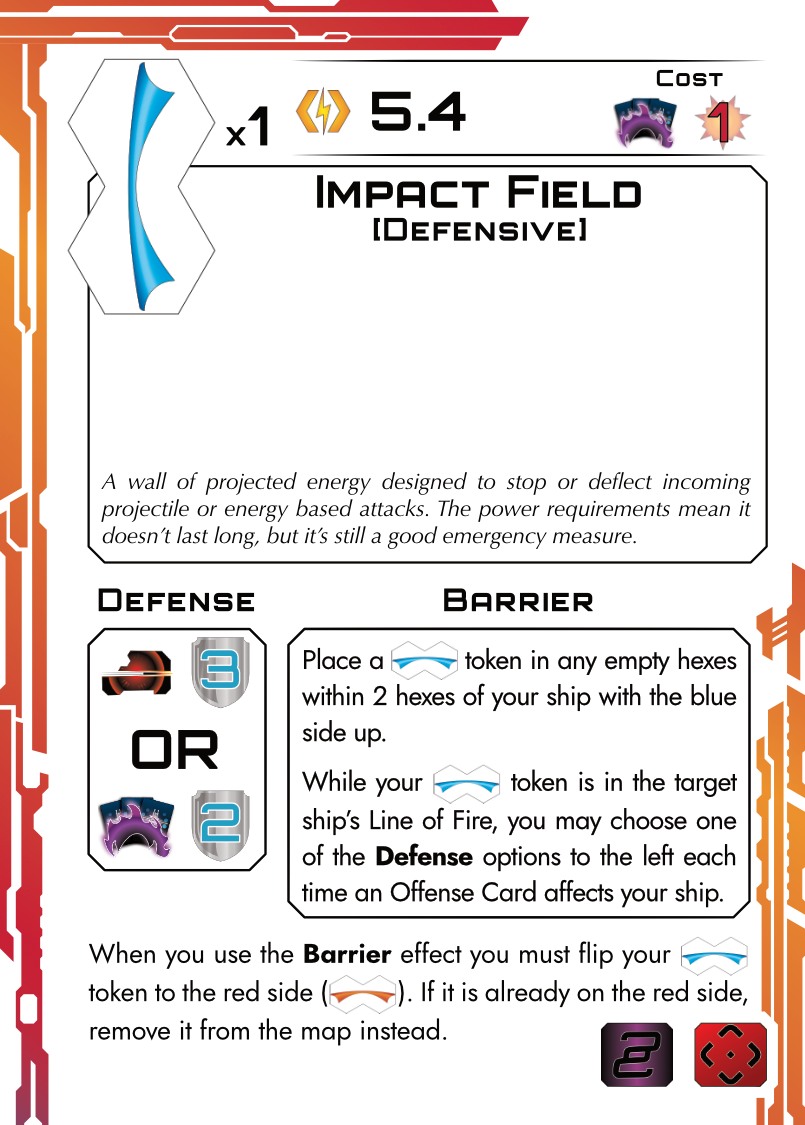 COST
x1 5.4 1
IMPACT FIELD
[DEFENSIVE]
A wall of projected energy designed to stop or deflect incoming
projectile or energy based attacks. The power requirements mean it
doesn't last long, but it's still a good emergency measure.
DEFENSE
3
OR
2
BARRIER
Place a token in any empty hexes
within 2 hexes of your ship with the blue
side up.
While your token is in the target
ship's Line of Fire, you may choose one
of the Defense options to the left each
time an Offense Card affects your ship.
When you use the Barrier effect you must flip your
token to the red side ( ). If it is already on the red side,
remove it from the map instead.